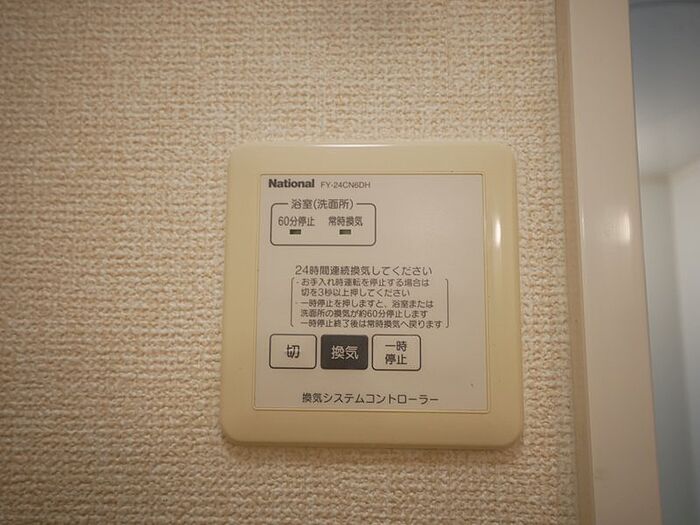 National FY-24CN6DH
浴室(洗面所)
60分停止 常時換気
24時間連続換気してください
・お手入れ時運転を停止する場合は
切を3秒以上押してください
・一時停止を押しますと、浴室または
洗面所の換気が約60分停止します
一時停止終了後は常時換気へ戻ります
切 換気 一時
停止
換気システムコントローラー